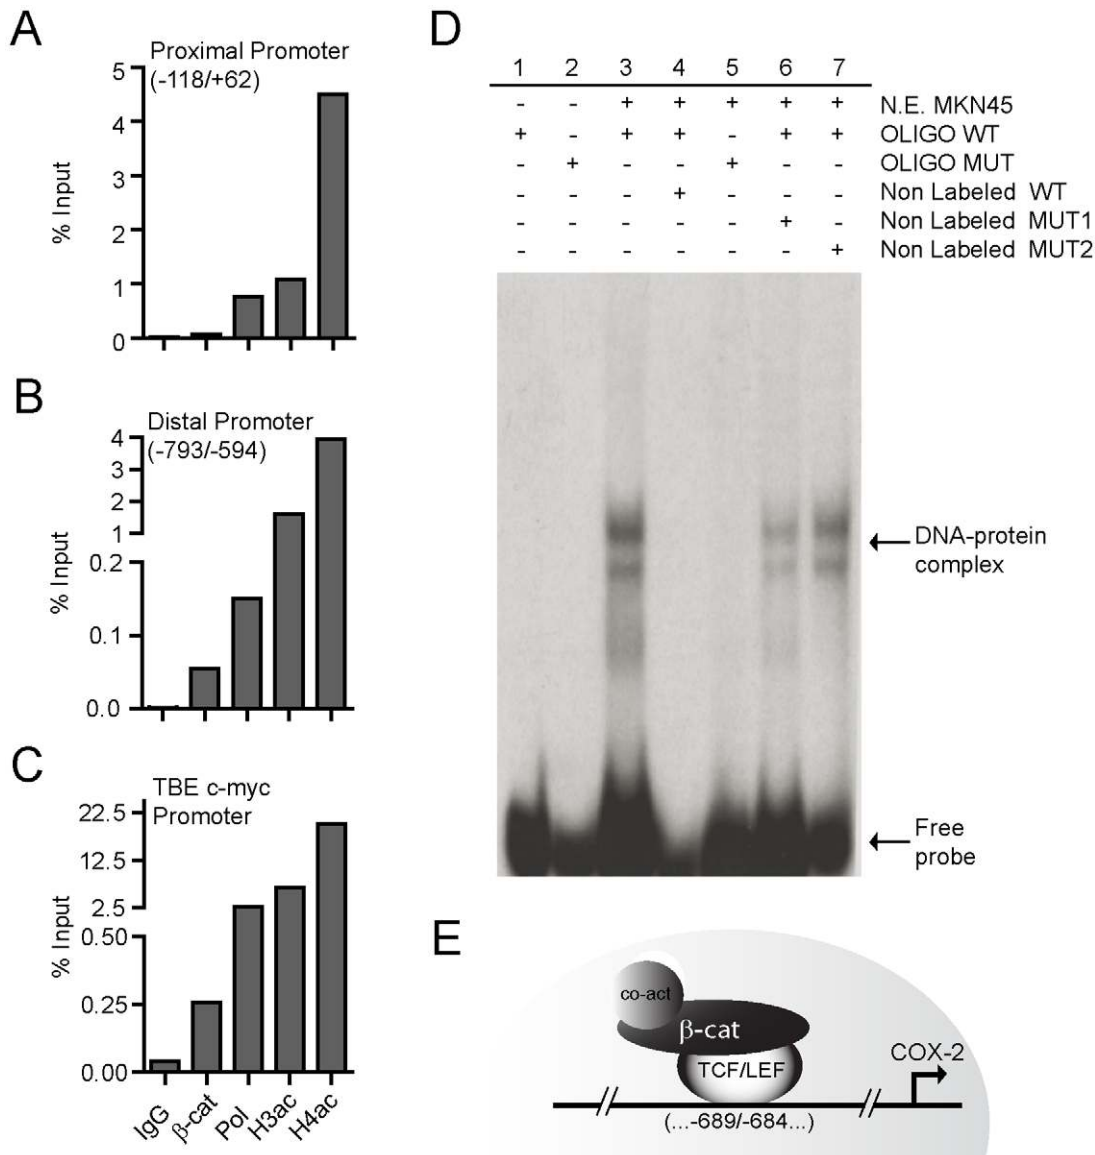 A
Proximal Promoter
(-118/+62)
5
4
3
2
1
0
% Input
B
Distal Promoter
(-793/-594)
4
3
2
1
0.2
0.1
0.0
% Input
C
TBE c-myc
Promoter
22.5
12.5
2.5
0.50
0.25
0.00
% Input
IgG
β-cat
Pol
H3ac
H4ac
D
1 2 3 4 5 6 7
- - + + + + + N.E. MKN45
+ - + + - + + OLIGO WT
- + - - + - - OLIGO MUT
- - - + - - - Non Labeled WT
- - - - - + - Non Labeled MUT1
- - - - - - + Non Labeled MUT2
DNA-protein
complex
Free
probe
E
co-act
β-cat
TCF/LEF
COX-2
(...-689/-684...)